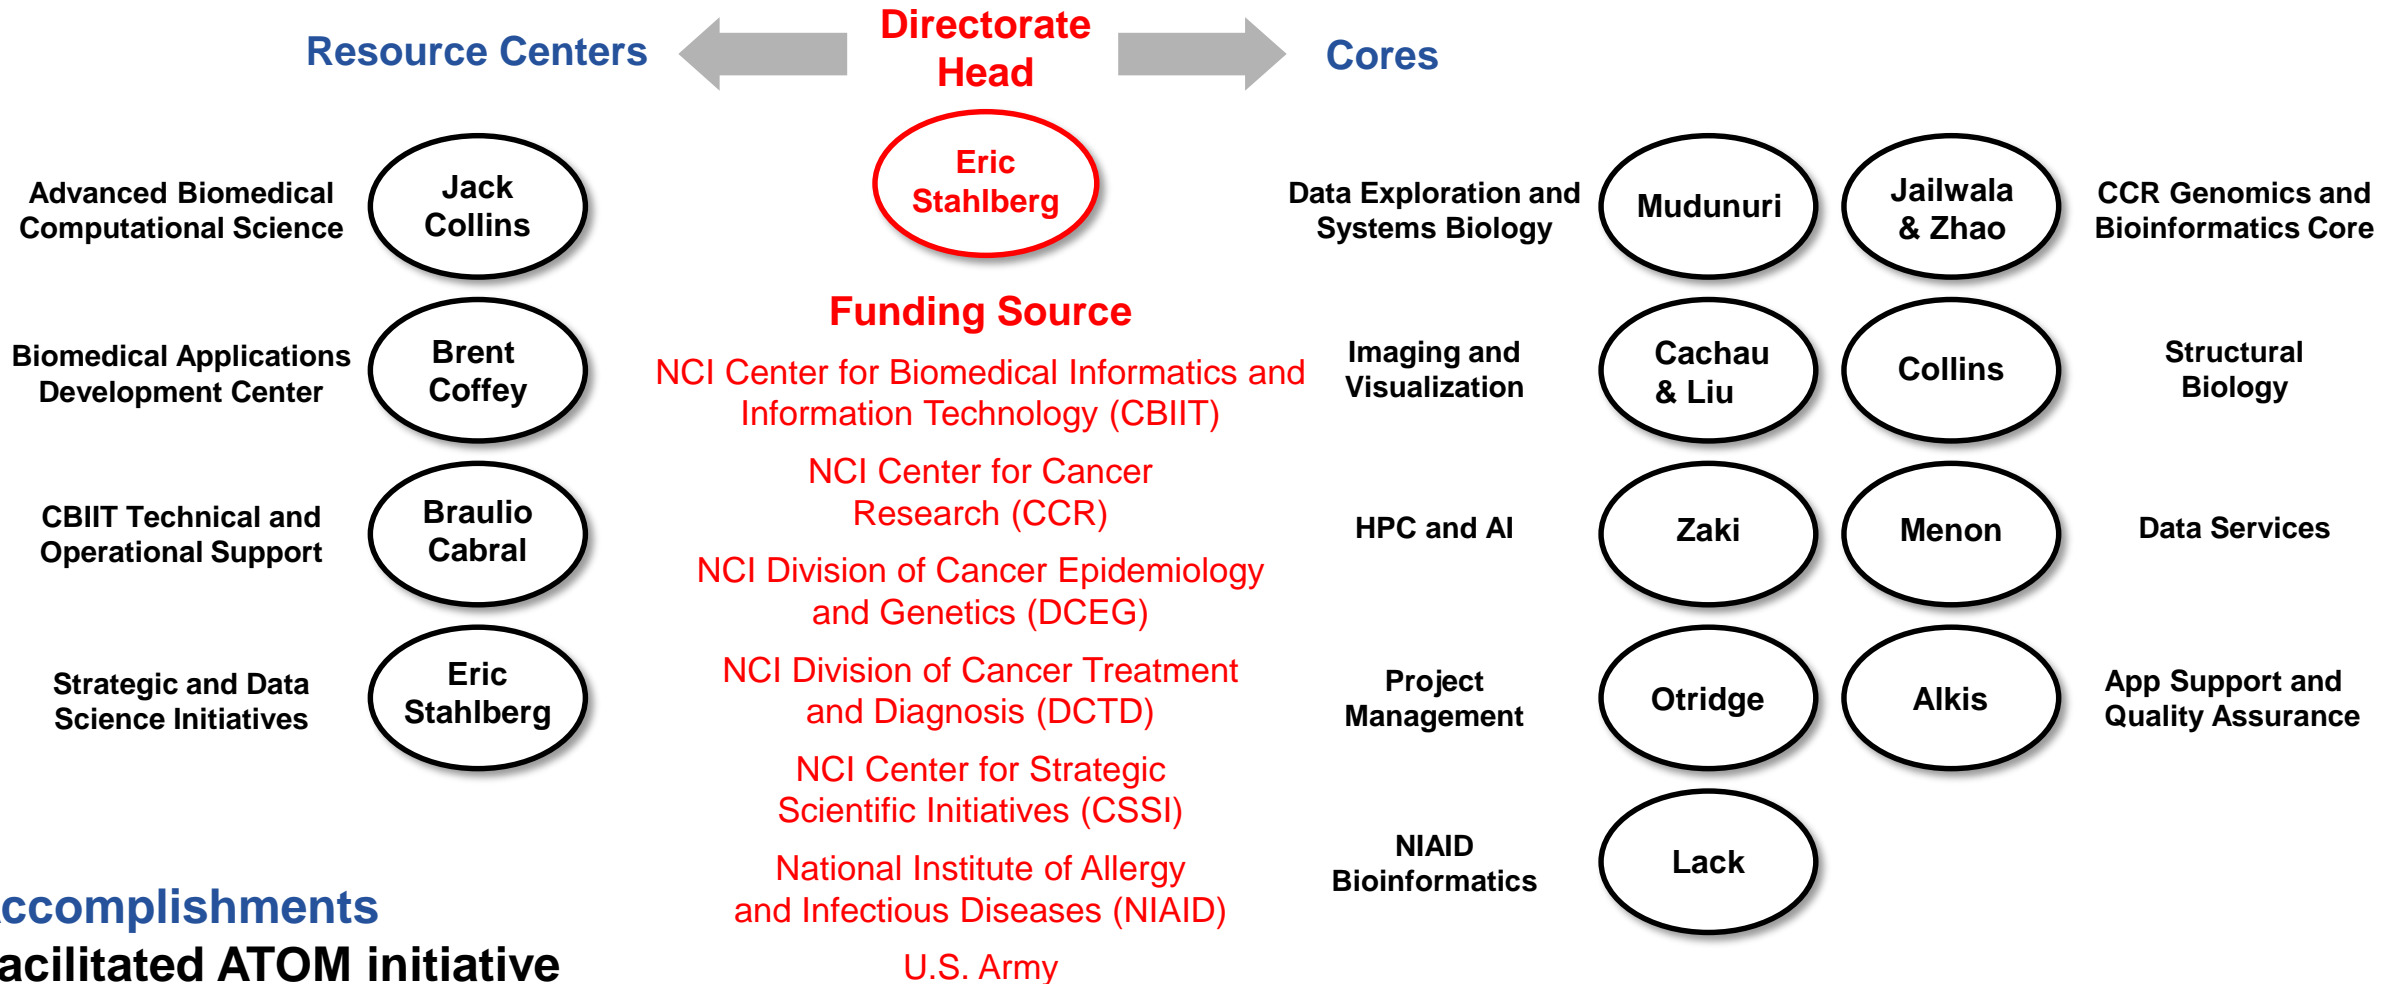 Resource Centers
Directorate
Head
Cores
Advanced Biomedical
Computational Science
Jack
Collins
Biomedical Applications
Development Center
Brent
Coffey
CBIIT Technical and
Operational Support
Braulio
Cabral
Strategic and Data
Science Initiatives
Eric
Stahlberg
Eric
Stahlberg
Funding Source
NCI Center for Biomedical Informatics and
Information Technology (CBIIT)
NCI Center for Cancer
Research (CCR)
NCI Division of Cancer Epidemiology
and Genetics (DCEG)
NCI Division of Cancer Treatment
and Diagnosis (DCTD)
NCI Center for Strategic
Scientific Initiatives (CSSI)
National Institute of Allergy
and Infectious Diseases (NIAID)
U.S. Army
Data Exploration and
Systems Biology
Mudunuri
Jailwala
& Zhao
CCR Genomics and
Bioinformatics Core
Imaging and
Visualization
Cachau
& Liu
Collins
Structural
Biology
HPC and AI
Zaki
Menon
Data Services
Project
Management
Otridge
Alkis
App Support and
Quality Assurance
NIAID
Bioinformatics
Lack
ccomplishments
acilitated ATOM initiative